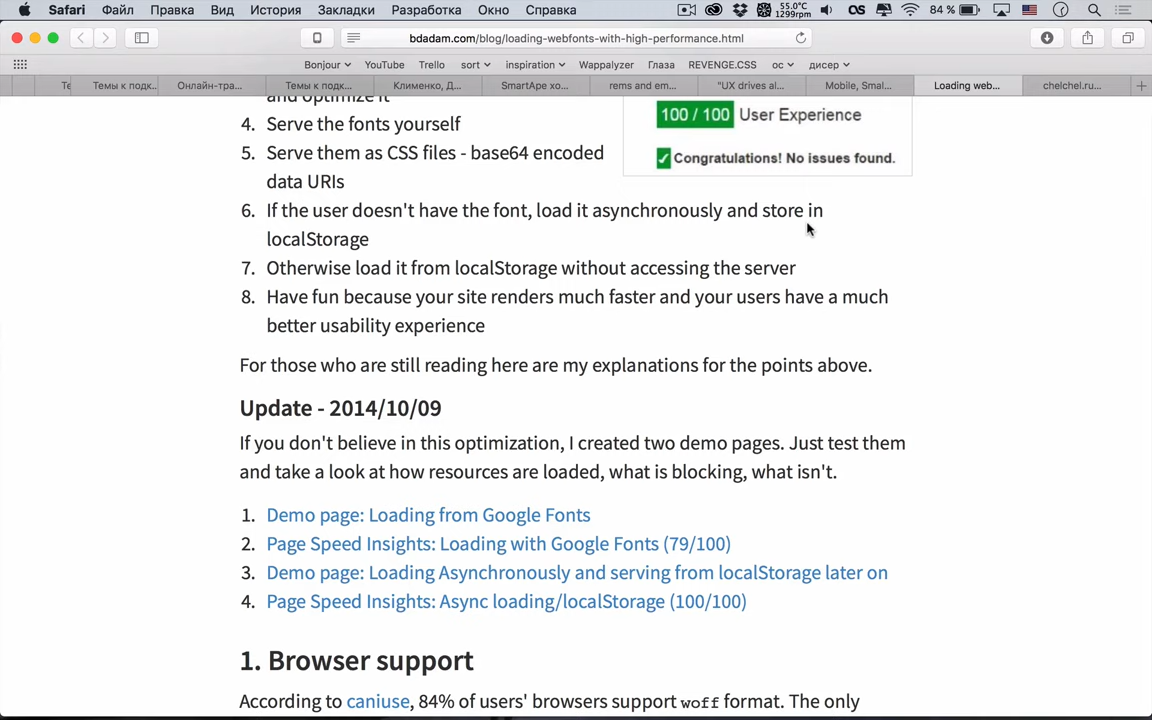 Safari Файл Правка Вид История Закладки Разработка Окно Справка 55.0°C 1299rpm 84 %
bdadam.com/blog/loading-webfonts-with-high-performance.html
Bonjour YouTube Trello sort inspiration Wappalyzer Глаза REVENGE.CSS ос дисер
Те Темы к подк... Онлайн-тра... Темы к подк... Клименко, Д... SmartApe хо... rems and em... "UX drives al... Mobile, Smal... Loading web... chelchel.ru...
and optimize it
4. Serve the fonts yourself
5. Serve them as CSS files - base64 encoded
data URIs
100 / 100 User Experience
Congratulations! No issues found.
6. If the user doesn't have the font, load it asynchronously and store in
localStorage
7. Otherwise load it from localStorage without accessing the server
8. Have fun because your site renders much faster and your users have a much
better usability experience
For those who are still reading here are my explanations for the points above.
Update - 2014/10/09
If you don't believe in this optimization, I created two demo pages. Just test them
and take a look at how resources are loaded, what is blocking, what isn't.
1. Demo page: Loading from Google Fonts
2. Page Speed Insights: Loading with Google Fonts (79/100)
3. Demo page: Loading Asynchronously and serving from localStorage later on
4. Page Speed Insights: Async loading/localStorage (100/100)
1. Browser support
According to caniuse, 84% of users' browsers support woff format. The only